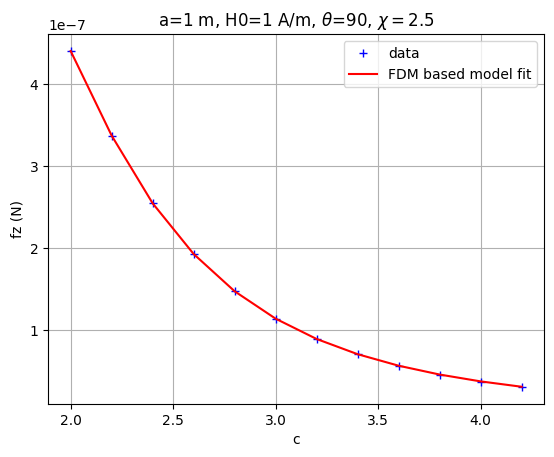 a=1 m, H0=1 A/m, θ=90, χ = 2.5
1e−7
data
FDM based model fit
4
3
2
1
fz (N)
2.0 2.5 3.0 3.5 4.0
c